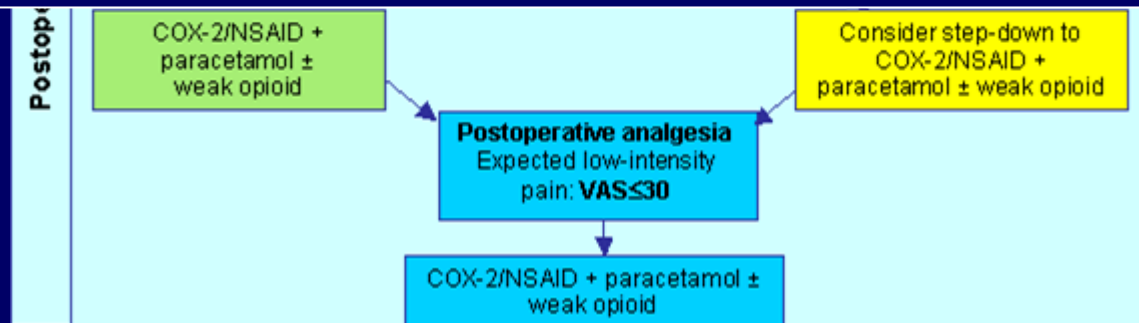 Postope
COX-2/NSAID +
paracetamol ±
weak opioid
Consider step-down to
COX-2/NSAID +
paracetamol ± weak opioid
Postoperative analgesia
Expected low-intensity
pain: VAS≤30
COX-2/NSAID + paracetamol ±
weak opioid